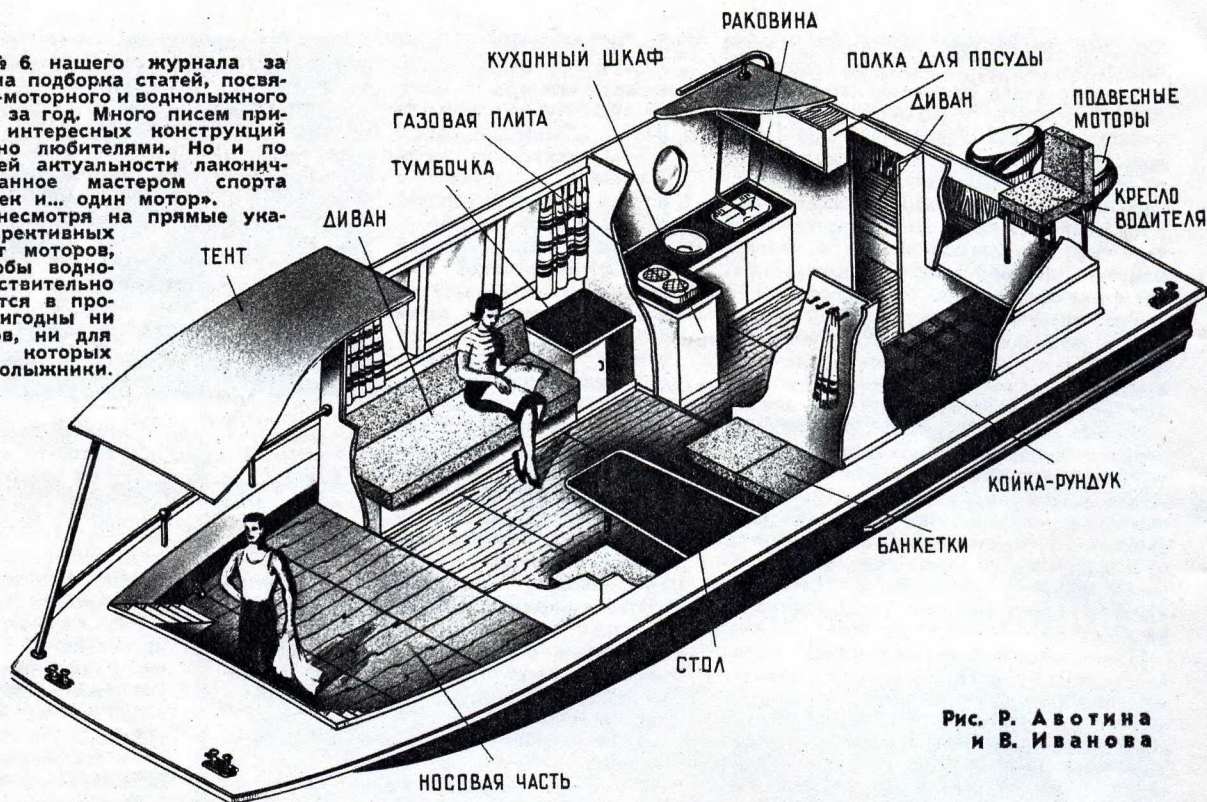 № 6 нашего журнала за
на подборка статей, посвя-
-моторного и воднолыжного
за год. Много писем при-
интересных конструкций
но любителями. Но и по
ей актуальности лаконич-
анное мастером спорта
ек и... один мотор».
несмотря на прямые ука-
рективных
т моторов,
обы водно-
ствительно
тся в про-
игодны ни
ов, ни для
которых
олыжники.
РАКОВИНА
КУХОННЫЙ ШКАФ
ПОЛКА ДЛЯ ПОСУДЫ
ГАЗОВАЯ ПЛИТА
ДИВАН
ПОДВЕСНЫЕ
МОТОРЫ
ТУМБОЧКА
КРЕСЛО
ВОДИТЕЛЯ
ДИВАН
ТЕНТ
КОЙКА-РУНДУК
БАНКЕТКИ
СТОЛ
НОСОВАЯ ЧАСТЬ
Рис. Р. Авотина
и В. Иванова